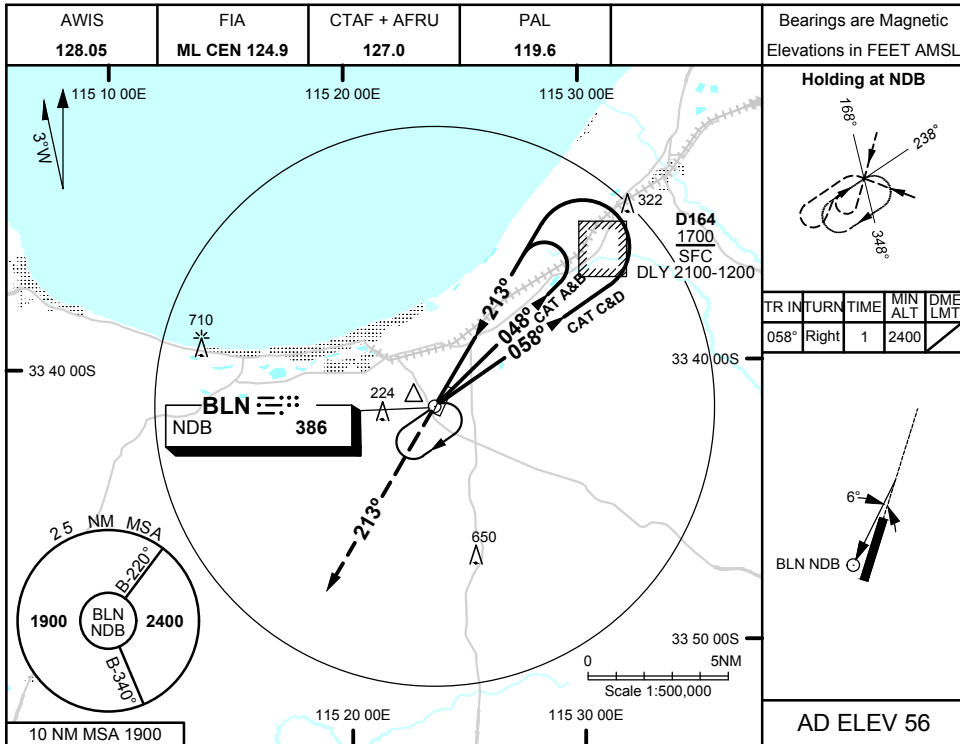 AWIS FIA CTAF + AFRU PAL
128.05 ML CEN 124.9 127.0 119.6
Bearings are Magnetic
Elevations in FEET AMSL
115 10 00E 115 20 00E 115 30 00E
3°W
322
D164
1700
SFC
DLY 2100-1200
213°
048° CAT A&B
058° CAT C&D
710
33 40 00S 33 40 00S
224
BLN
NDB 386
213°
650
25 NM MSA
B-220°
1900 BLN NDB 2400
B-340°
10 NM MSA 1900
33 50 00S
0 5NM
Scale 1:500,000
115 20 00E 115 30 00E
Holding at NDB
168°
238°
348°
TR IN TURN TIME MIN ALT DME LMT
058° Right 1 2400
6°
BLN NDB
AD ELEV 56